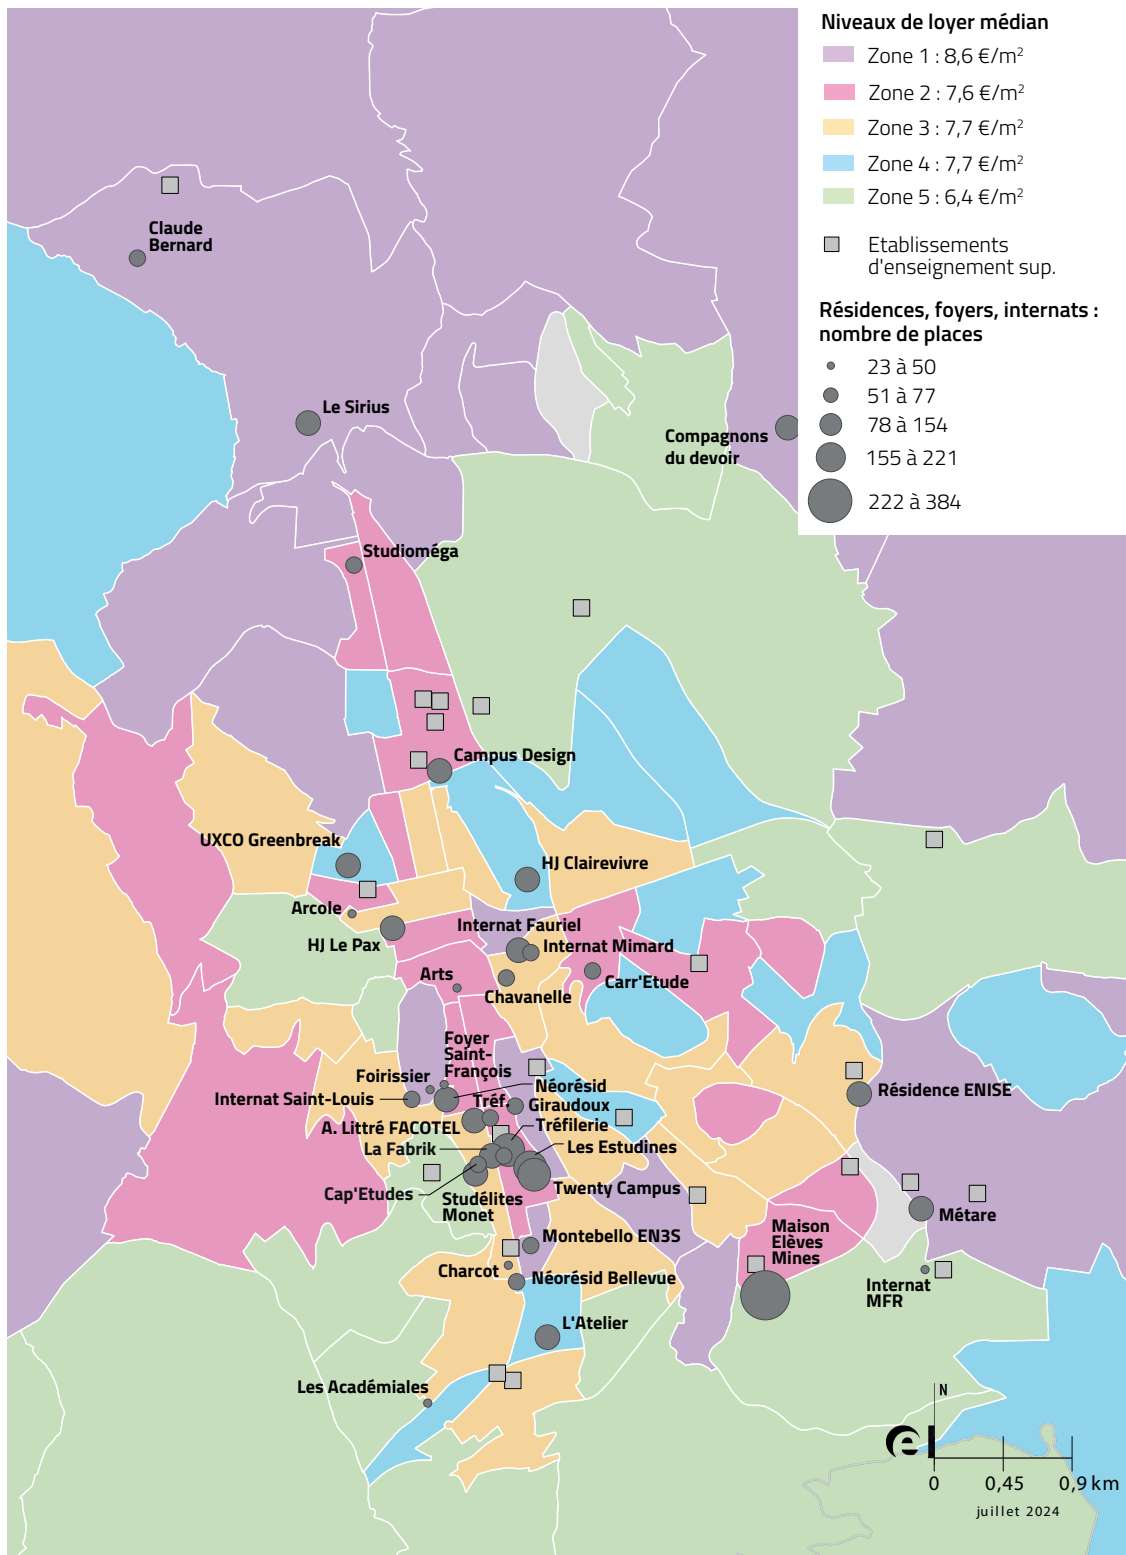 Niveaux de loyer médian
Zone 1 : 8,6 €/m²
Zone 2 : 7,6 €/m²
Zone 3 : 7,7 €/m²
Zone 4 : 7,7 €/m²
Zone 5 : 6,4 €/m²
Etablissements
d'enseignement sup.
Résidences, foyers, internats :
nombre de places
23 à 50
51 à 77
78 à 154
155 à 221
222 à 384
Claude
Bernard
Le Sirius
Compagnons
du devoir
Studioméga
Campus Design
UXCO Greenbreak
HJ Clairevivre
Arcole
HJ Le Pax
Internat Fauriel
Internat Mimard
Arts
Chavanelle
Carr'Etude
Foyer
Saint-
François
Foirissier
Internat Saint-Louis
Néorésid
Giraudoux
Tréf.
Tréfilerie
A. Littré FACOTEL
La Fabrik
Les Estudines
Cap'Etudes
Twenty Campus
Studélites
Monet
Résidence ENISE
Métare
Montebello EN3S
Maison
Elèves
Mines
Charcot
Néorésid Bellevue
Internat
MFR
L'Atelier
Les Académiales
N
el
0
0,45
0,9 km
juillet 2024